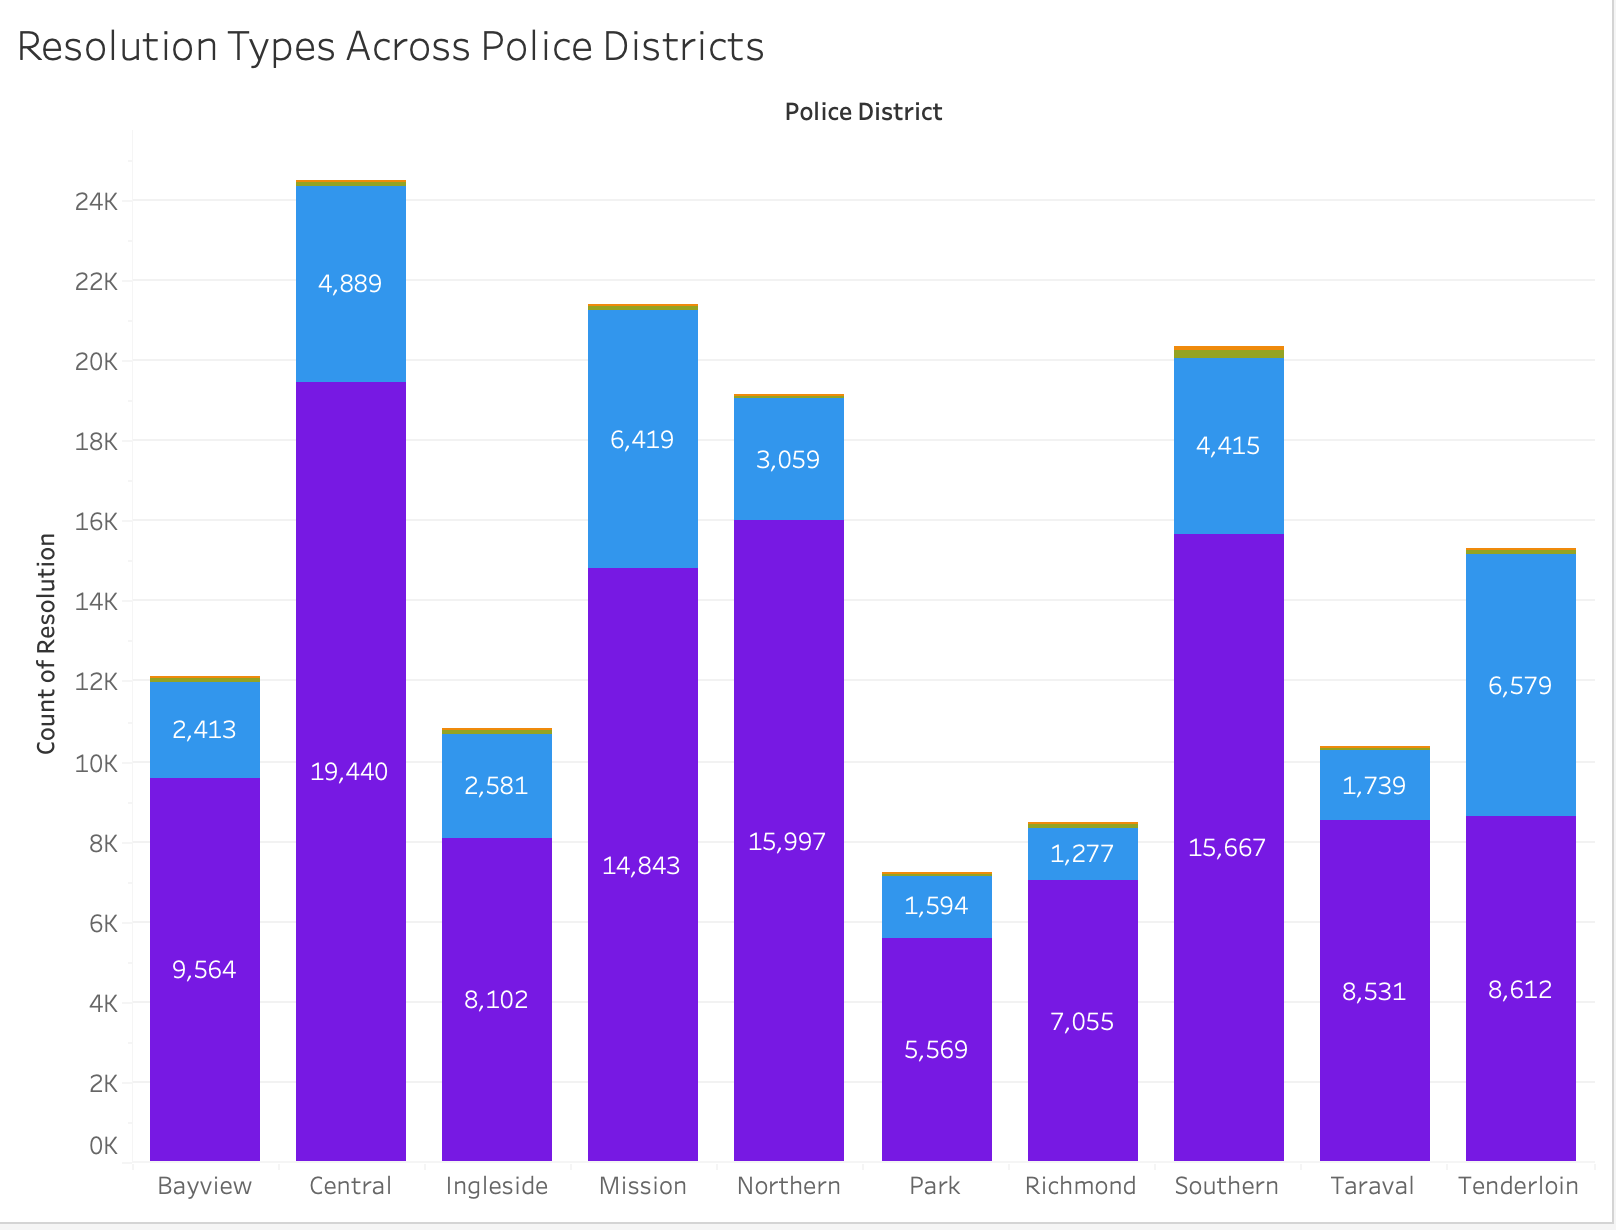 Resolution Types Across Police Districts
Police District
Count of Resolution
24K
22K
20K
18K
16K
14K
12K
10K
8K
6K
4K
2K
0K
2,413
9,564
4,889
19,440
2,581
8,102
6,419
14,843
3,059
15,997
1,594
5,569
1,277
7,055
4,415
15,667
1,739
8,531
6,579
8,612
Bayview Central Ingleside Mission Northern Park Richmond Southern Taraval Tenderloin